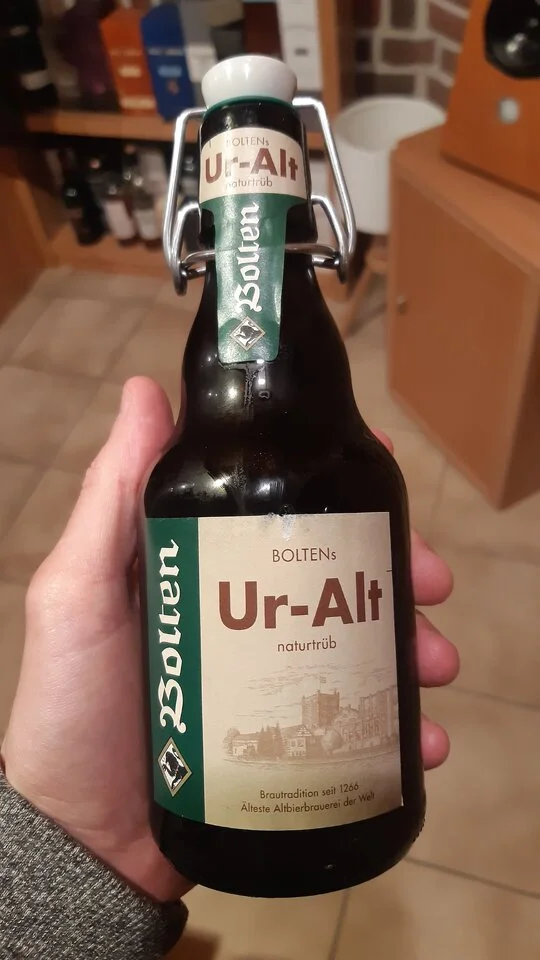 BOLTENs
Ur-Alt
naturtrüb
Bolten
BOLTENs
Ur-Alt
naturtrüb
Bolten
Brautradition seit 1266
Älteste Altbierbrauerei der Welt